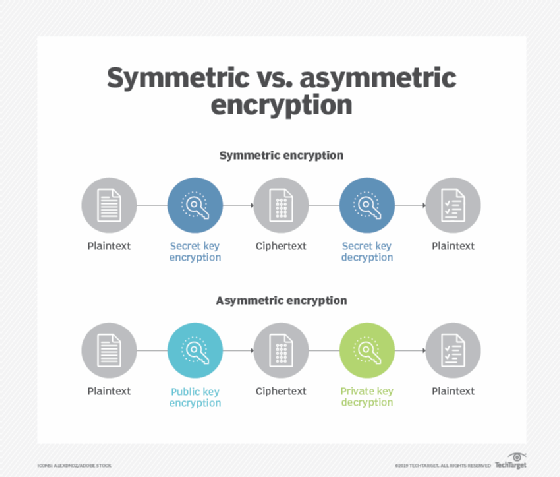 Symmetric vs. asymmetric
encryption
Symmetric encryption
Plaintext
Secret key
encryption
Ciphertext
Secret key
decryption
Plaintext
Asymmetric encryption
Plaintext
Public key
encryption
Ciphertext
Private key
decryption
Plaintext
TechTarget